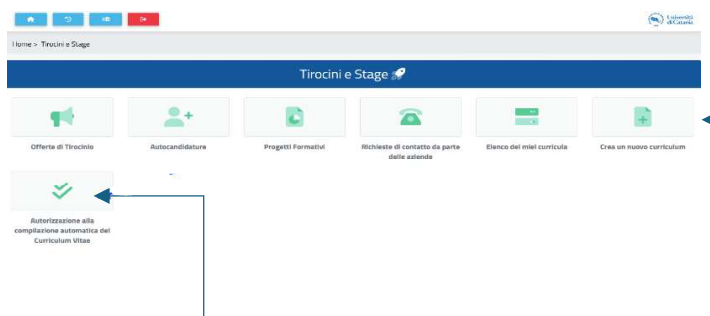 Università
di Catania
Home > Tirocini e Stage
Tirocini e Stage
Offerte di Tirocinio
Autocandidature
Progetti Formativi
Richieste di contatto da parte
delle aziende
Elenco dei miei curricula
Crea un nuovo curriculum
Autorizzazione alla
compilazione automatica del
Curriculum Vitae